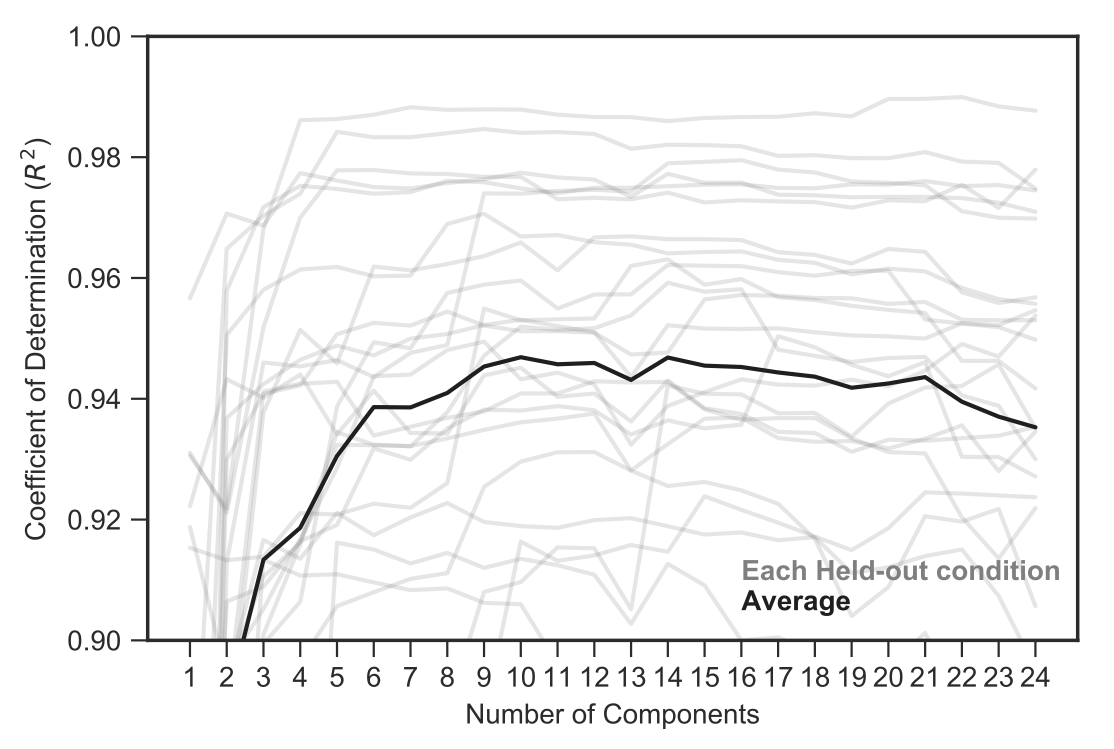 1.00
0.98
0.96
0.94
0.92
0.90
Coefficient of Determination (R²)
Each Held-out condition
Average
1 2 3 4 5 6 7 8 9 10 11 12 13 14 15 16 17 18 19 20 21 22 23 24
Number of Components